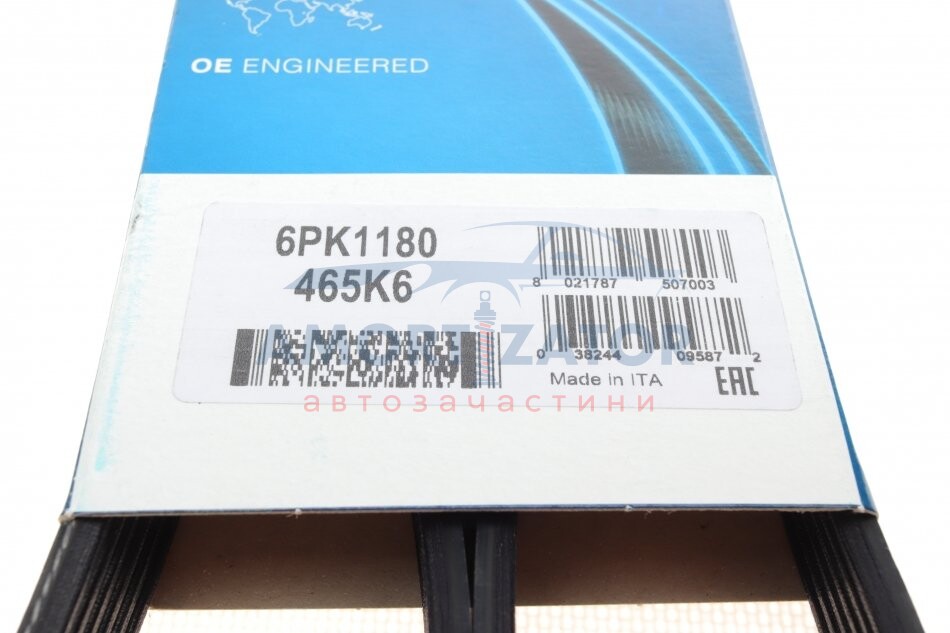 OE ENGINEERED
6PK1180
465K6
8 021787 507003
0 38244 09587 2
Made in ITA
EAC
AMORTIZATOR
автозачастини